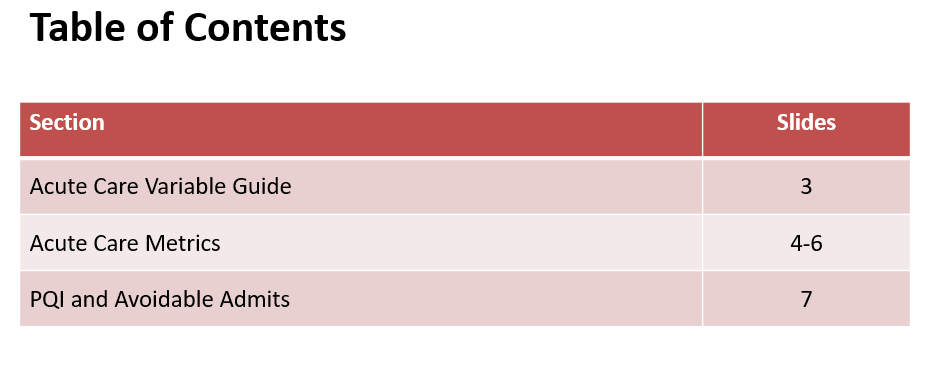 Table of Contents
Section Slides
Acute Care Variable Guide 3
Acute Care Metrics 4-6
PQI and Avoidable Admits 7